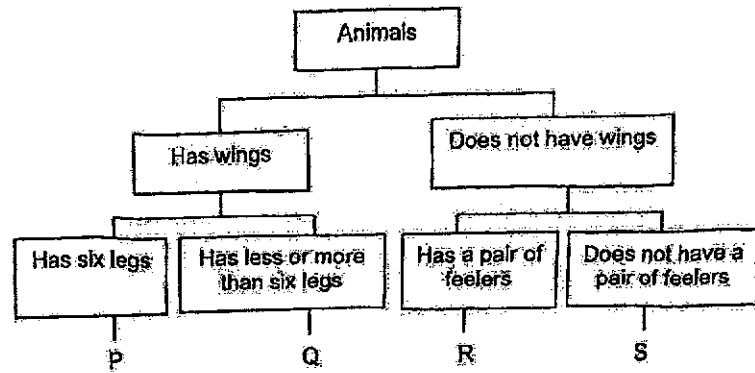 Animals
Has wings
Does not have wings
Has six legs
Has less or more
than six legs
Has a pair of
feelers
Does not have a
pair of feelers
P
Q
R
S